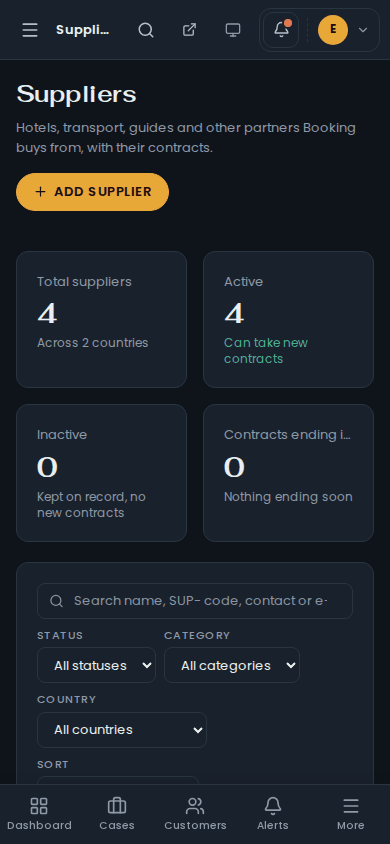 Suppli...
E
Suppliers
Hotels, transport, guides and other partners Booking
buys from, with their contracts.
+ ADD SUPPLIER
Total suppliers
4
Across 2 countries
Active
4
Can take new
contracts
Inactive
0
Kept on record, no
new contracts
Contracts ending i...
0
Nothing ending soon
Search name, SUP- code, contact or e-
STATUS
CATEGORY
All statuses
All categories
COUNTRY
All countries
SORT
Dashboard
Cases
Customers
Alerts
More